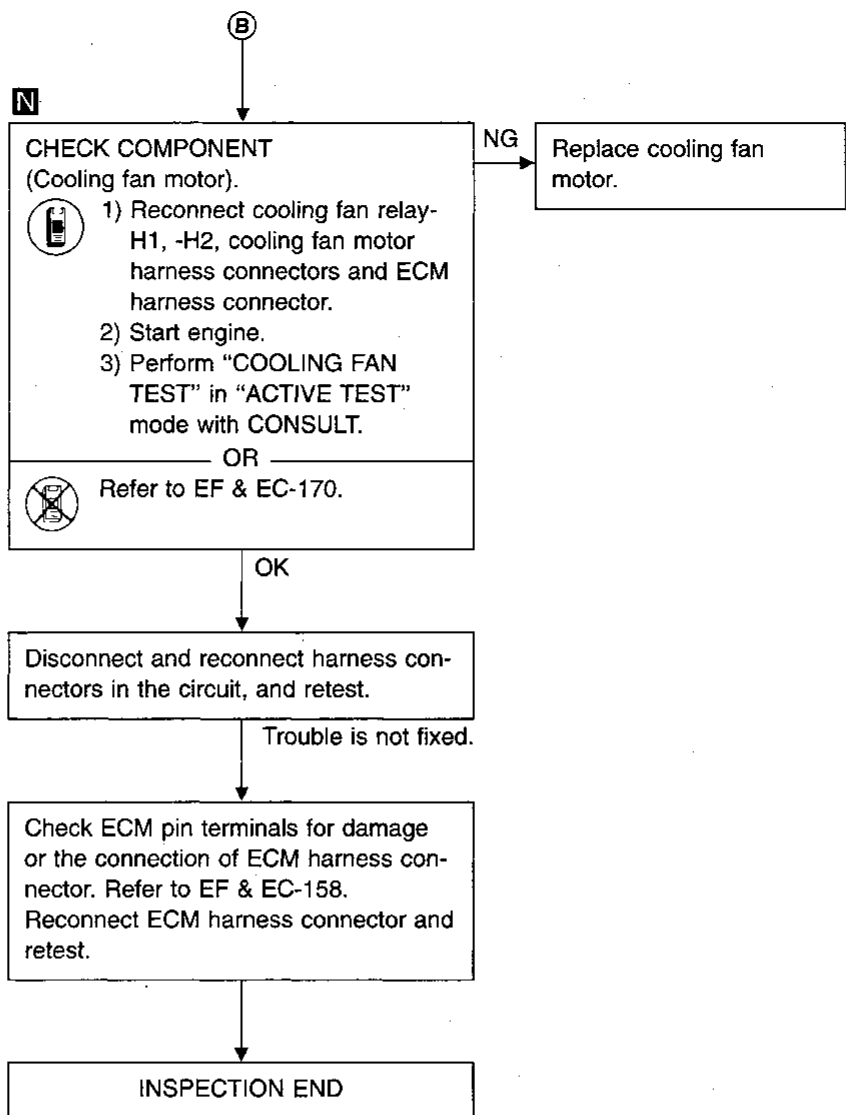 B
N
CHECK COMPONENT
(Cooling fan motor).
1) Reconnect cooling fan relay-
H1, -H2, cooling fan motor
harness connectors and ECM
harness connector.
2) Start engine.
3) Perform “COOLING FAN
TEST” in “ACTIVE TEST”
mode with CONSULT.
OR
Refer to EF & EC-170.
NG
Replace cooling fan
motor.
OK
Disconnect and reconnect harness con-
nectors in the circuit, and retest.
Trouble is not fixed.
Check ECM pin terminals for damage
or the connection of ECM harness con-
nector. Refer to EF & EC-158.
Reconnect ECM harness connector and
retest.
INSPECTION END